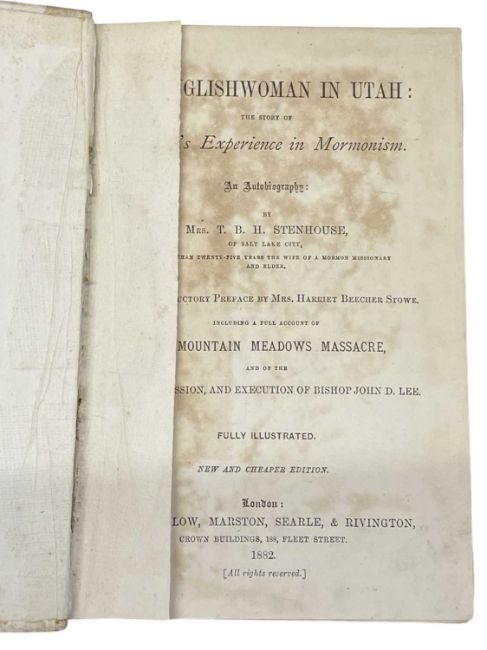 GLISHWOMAN IN UTAH:
THE STORY OF
's Experience in Mormonism.
An Autobiography:
BY
MRS. T. B. H. STENHOUSE,
OF SALT LAKE CITY,
HAN TWENTY-FIVE YEARS THE WIFE OF A MORMON MISSIONARY
AND ELDER.
UCTORY PREFACE BY MRS. HARRIET BEECHER STOWE.
INCLUDING A FULL ACCOUNT OF
MOUNTAIN MEADOWS MASSACRE,
AND OF THE
SSION, AND EXECUTION OF BISHOP JOHN D. LEE.
FULLY ILLUSTRATED.
NEW AND CHEAPER EDITION.
London:
LOW, MARSTON, SEARLE, & RIVINGTON,
CROWN BUILDINGS, 188, FLEET STREET.
1882.
[All rights reserved.]